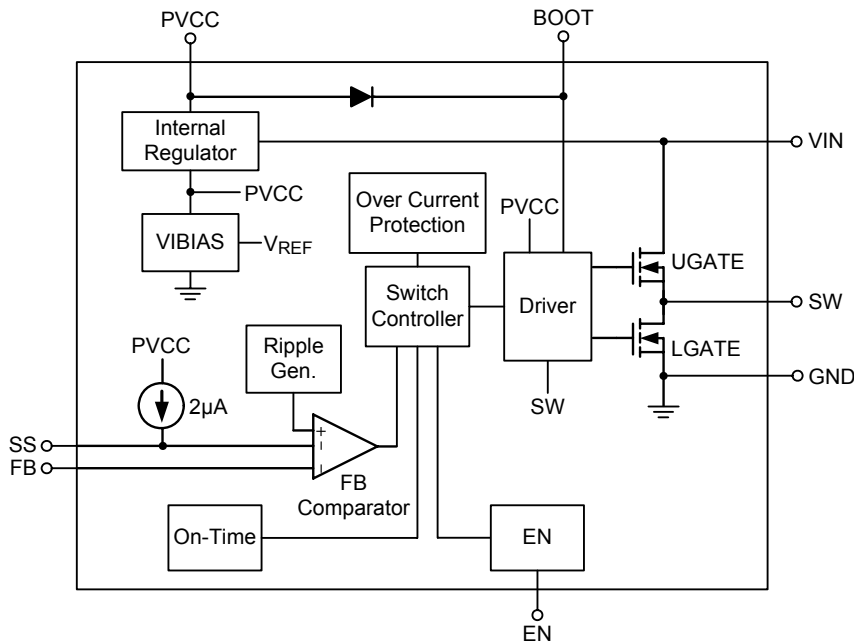 PVCC
BOOT
Internal
Regulator
VIN
PVCC
Over Current
Protection
PVCC
VIBIAS
VREF
UGATE
Switch
Controller
Driver
SW
PVCC
Ripple
Gen.
LGATE
GND
2µA
SW
+
SS
-
FB
-
FB
Comparator
On-Time
EN
EN